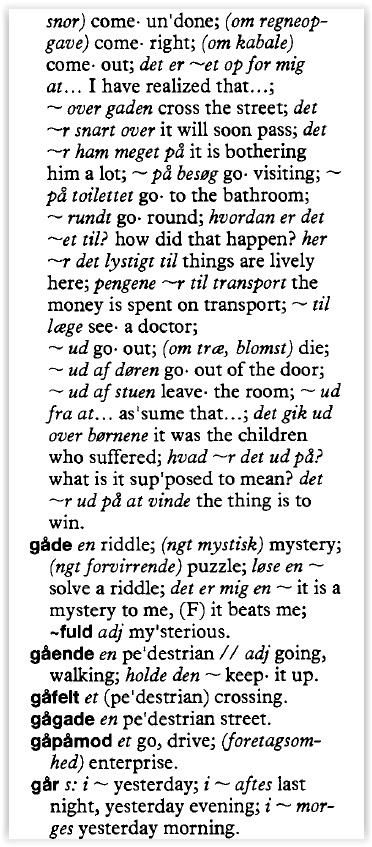 snor) come· un'done; (om regneop-
gave) come· right; (om kabale)
come· out; det er ~et op for mig
at... I have realized that...;
~ over gaden cross the street; det
~r snart over it will soon pass; det
~r ham meget på it is bothering
him a lot; ~ på besøg go· visiting; ~
på toilettet go· to the bathroom;
~ rundt go· round; hvordan er det
~et til? how did that happen? her
~r det lystigt til things are lively
here; pengene ~r til transport the
money is spent on transport; ~ til
læge see· a doctor;
~ ud go· out; (om træ, blomst) die;
~ ud af døren go· out of the door;
~ ud af stuen leave· the room; ~ ud
fra at... as'sume that...; det gik ud
over børnene it was the children
who suffered; hvad ~r det ud på?
what is it sup'posed to mean? det
~r ud på at vinde the thing is to
win.
gåde en riddle; (ngt mystisk) mystery;
(ngt forvirrende) puzzle; løse en ~
solve a riddle; det er mig en ~ it is a
mystery to me, (F) it beats me;
~fuld adj my'sterious.
gående en pe'destrian // adj going,
walking; holde den ~ keep· it up.
gåfelt et (pe'destrian) crossing.
gågade en pe'destrian street.
gåpåmod et go, drive; (foretagsom-
hed) enterprise.
går s: i ~ yesterday; i ~ aftes last
night, yesterday evening; i ~ mor-
ges yesterday morning.